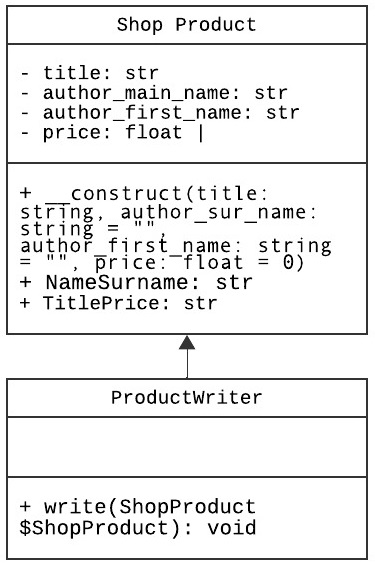 Shop Product
- title: str
- author_main_name: str
- author_first_name: str
- price: float |
+ __construct(title:
string, author_sur_name:
string = "",
author_first_name: string
= "", price: float = 0)
+ NameSurname: str
+ TitlePrice: str
ProductWriter
+ write(ShopProduct
$ShopProduct): void